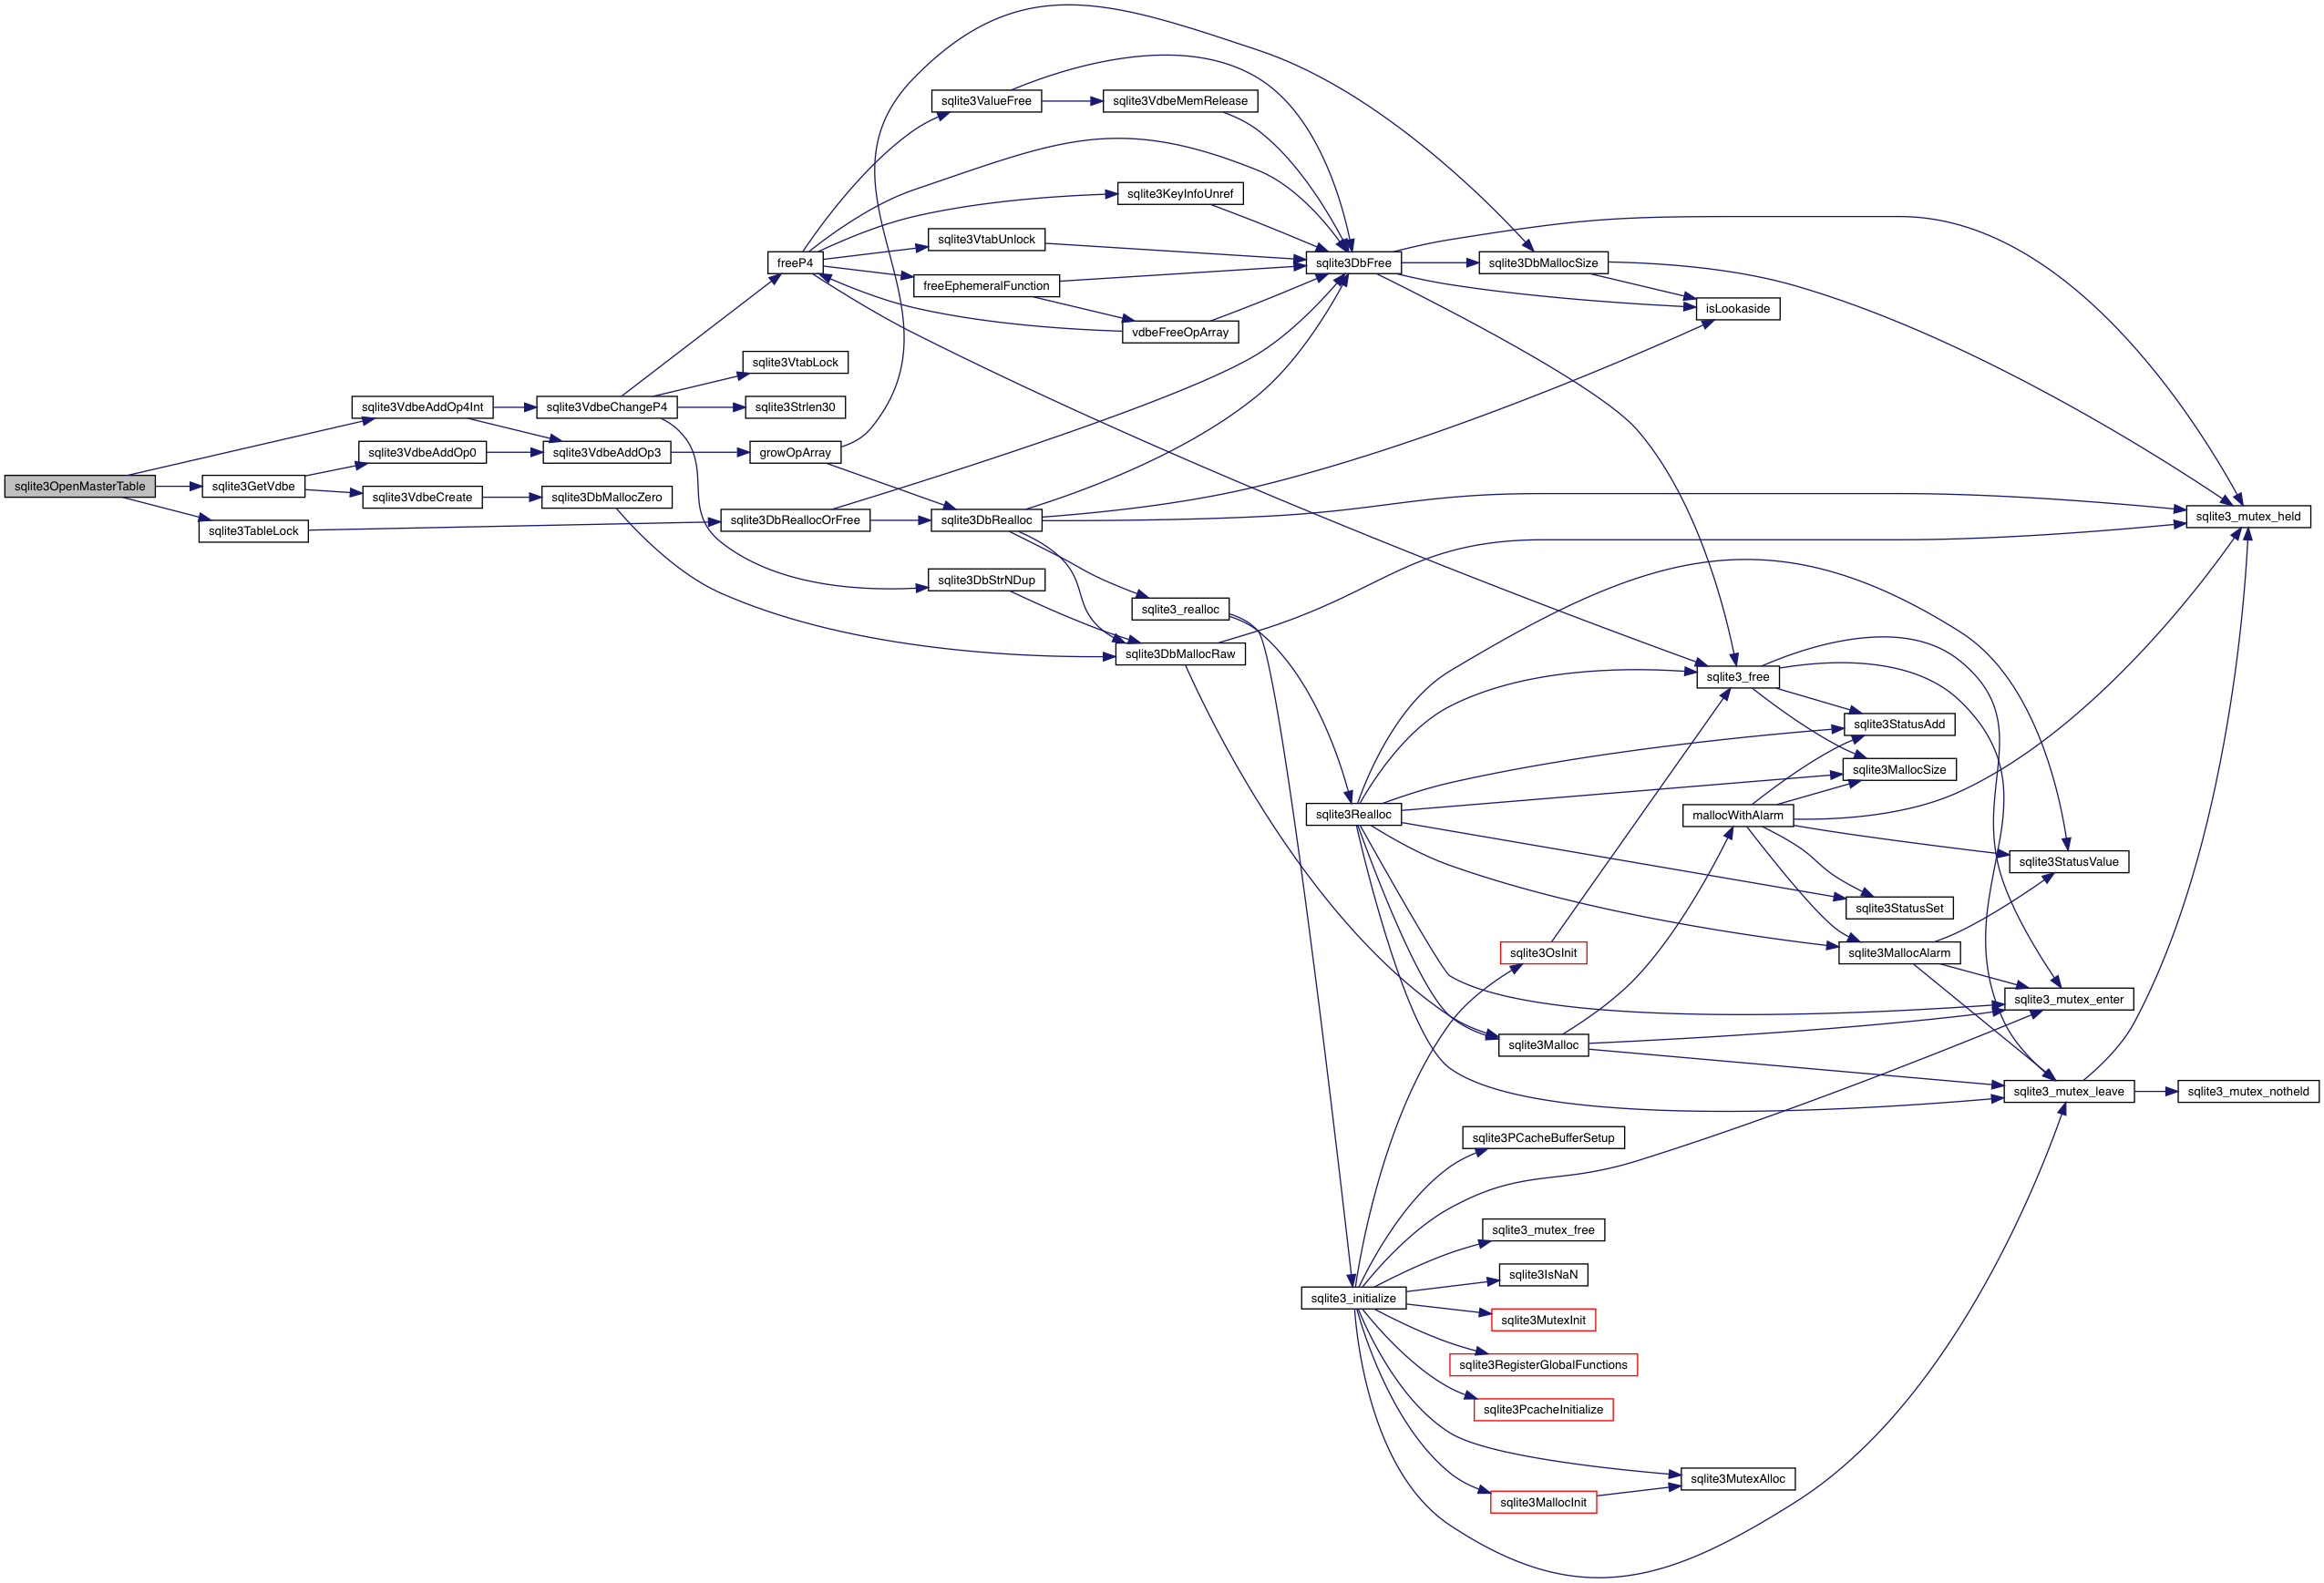 sqlite3ValueFree
sqlite3VdbeMemRelease
sqlite3KeyInfoUnref
sqlite3VtabUnlock
freeP4
sqlite3DbFree
sqlite3DbMallocSize
freeEphemeralFunction
isLookaside
vdbeFreeOpArray
sqlite3VtabLock
sqlite3VdbeAddOp4Int
sqlite3VdbeChangeP4
sqlite3Strlen30
sqlite3VdbeAddOp0
sqlite3VdbeAddOp3
growOpArray
sqlite3OpenMasterTable
sqlite3GetVdbe
sqlite3VdbeCreate
sqlite3DbMallocZero
sqlite3TableLock
sqlite3DbReallocOrFree
sqlite3DbRealloc
sqlite3_mutex_held
sqlite3DbStrNDup
sqlite3_realloc
sqlite3DbMallocRaw
sqlite3_free
sqlite3StatusAdd
sqlite3MallocSize
sqlite3Realloc
mallocWithAlarm
sqlite3StatusValue
sqlite3StatusSet
sqlite3OsInit
sqlite3MallocAlarm
sqlite3_mutex_enter
sqlite3Malloc
sqlite3_mutex_leave
sqlite3_mutex_notheld
sqlite3PCacheBufferSetup
sqlite3_mutex_free
sqlite3IsNaN
sqlite3_initialize
sqlite3MutexInit
sqlite3RegisterGlobalFunctions
sqlite3PcacheInitialize
sqlite3MutexAlloc
sqlite3MallocInit